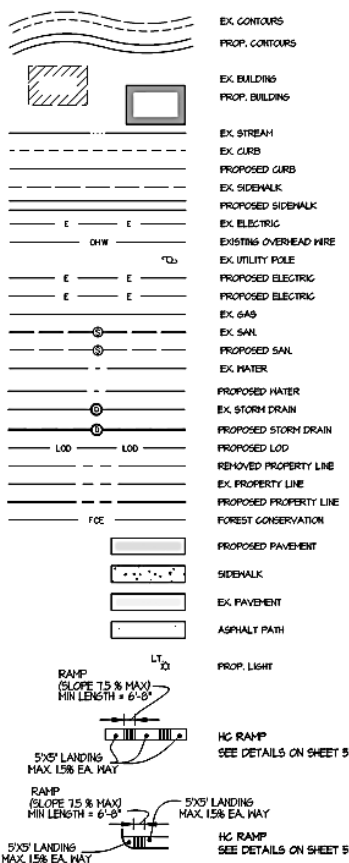 EX. CONTOURS
PROP. CONTOURS
EX. BUILDING
PROP. BUILDING
EX. STREAM
EX. CURB
PROPOSED CURB
EX. SIDEWALK
PROPOSED SIDEWALK
E E EX. ELECTRIC
OHW EXISTING OVERHEAD WIRE
EX. UTILITY POLE
E E PROPOSED ELECTRIC
E E PROPOSED ELECTRIC
EX. GAS
S EX. SAN.
S PROPOSED SAN.
EX. WATER
PROPOSED WATER
D EX. STORM DRAIN
D PROPOSED STORM DRAIN
LOD LOD PROPOSED LOD
REMOVED PROPERTY LINE
EX. PROPERTY LINE
PROPOSED PROPERTY LINE
FCE FOREST CONSERVATION
PROPOSED PAVEMENT
SIDEWALK
EX. PAVEMENT
ASPHALT PATH
LT. PROP. LIGHT
RAMP
(SLOPE 7.5 % MAX)
MIN LENGTH = 6'-8"
HC RAMP
SEE DETAILS ON SHEET 5
5'X5' LANDING
MAX. 1.5% EA. WAY
RAMP
(SLOPE 7.5 % MAX)
MIN LENGTH = 6'-8"
5'X5' LANDING
MAX. 1.5% EA. WAY
HC RAMP
SEE DETAILS ON SHEET 5
5'X5' LANDING
MAX. 1.5% EA. WAY